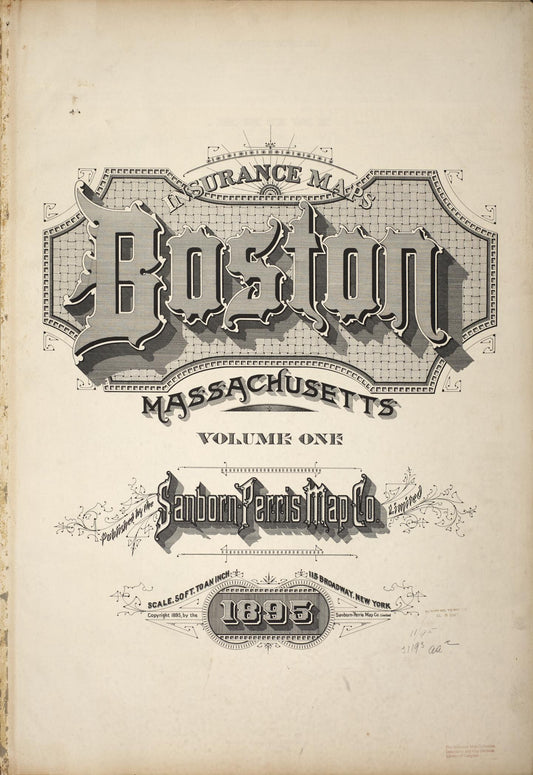 INSURANCE MAPS
Boston
MASSACHUSETTS
VOLUME ONE
Published by the
Sanborn-Perris Map Co.
Limited
SCALE. 50 FT. TO AN INCH
115 BROADWAY. NEW YORK
Copyright 1895, by the
1895
Sanborn-Perris Map Co. Limited